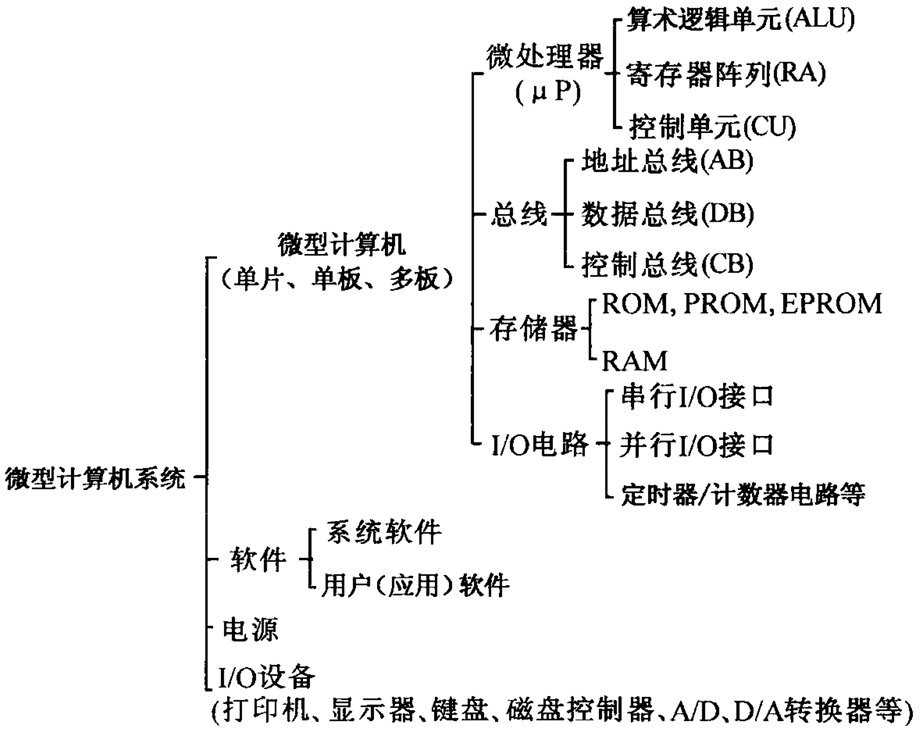 算术逻辑单元(ALU)
微处理器
(μP)
寄存器阵列(RA)
控制单元(CU)
地址总线(AB)
总线
数据总线(DB)
控制总线(CB)
微型计算机
(单片、单板、多板)
ROM, PROM, EPROM
存储器
RAM
串行I/O接口
I/O电路
并行I/O接口
定时器/计数器电路等
微型计算机系统
系统软件
软件
用户(应用)软件
电源
I/O设备
(打印机、显示器、键盘、磁盘控制器、A/D、D/A转换器等)